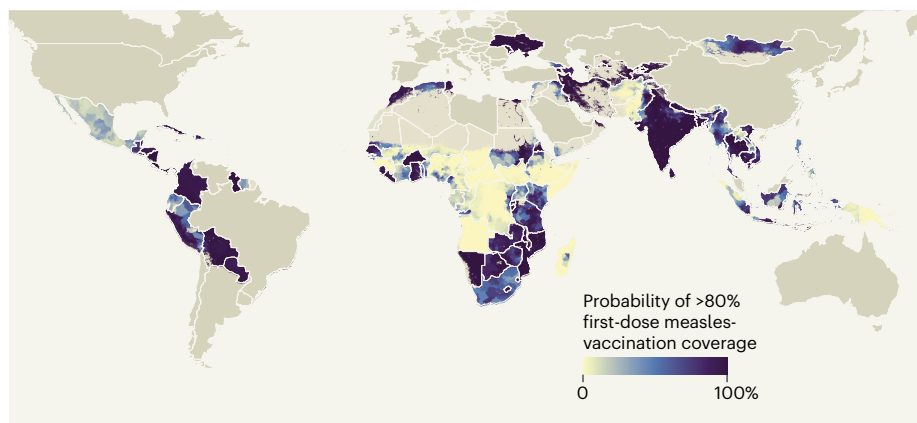 Probability of >80%
first-dose measles-
vaccination coverage
0
100%